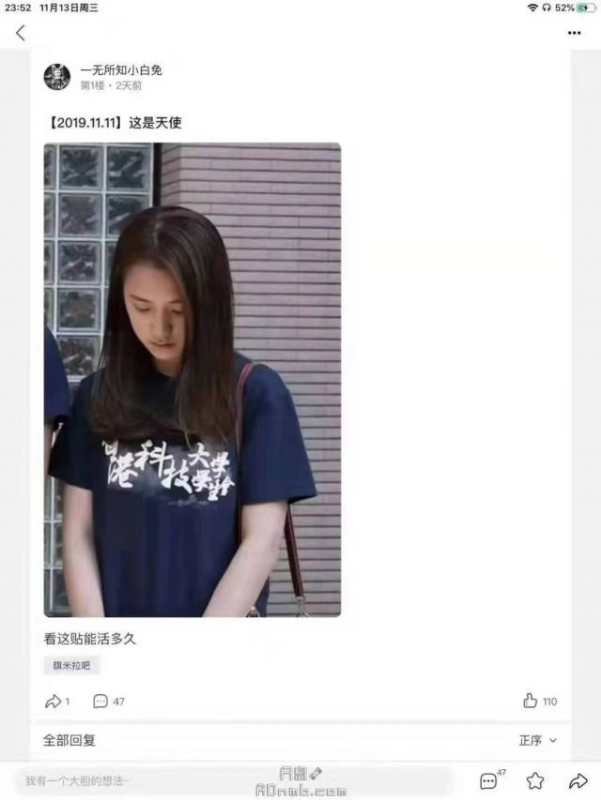 23:52 11月13日周三
52%
一无所知小白兔
第1楼・2天前
【2019.11.11】这是天使
港科技大学
学生会
看这贴能活多久
旗米拉吧
1
47
110
全部回复
正序
我有一个大胆的想法~
47